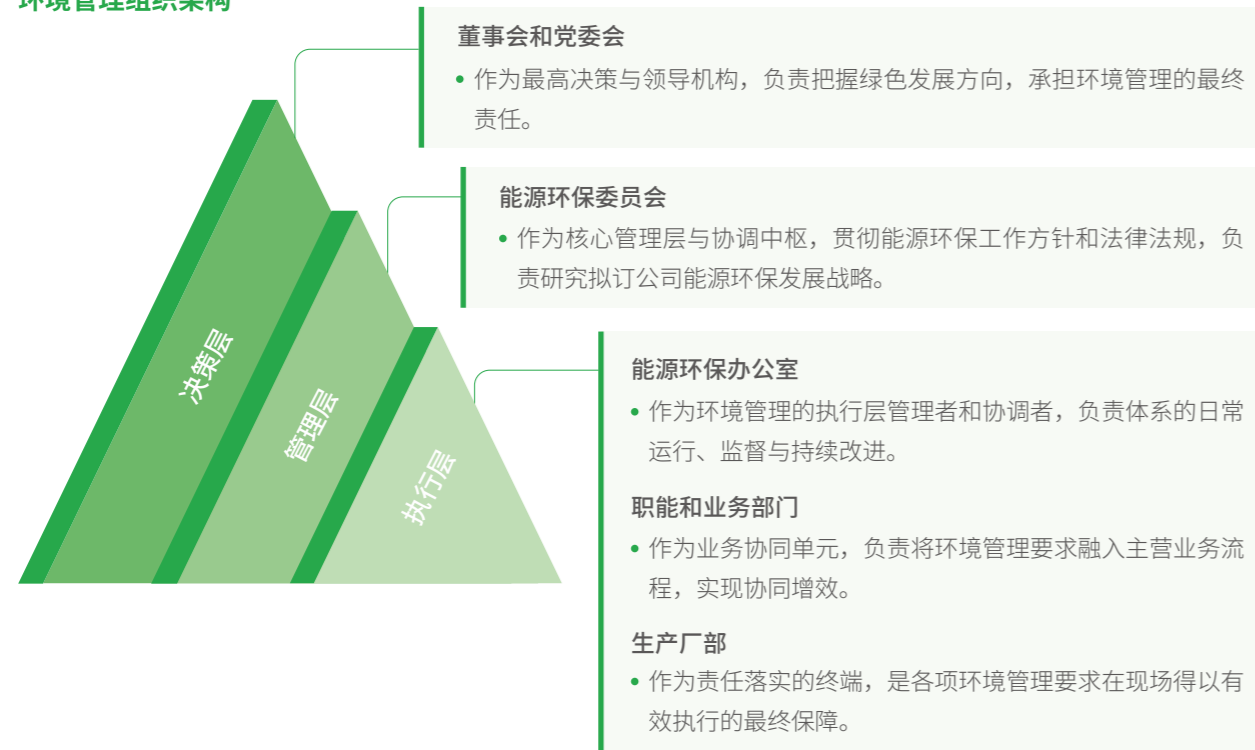 环境管理组织架构
董事会和党委会
• 作为最高决策与领导机构，负责把握绿色发展方向，承担环境管理的最终
责任。
能源环保委员会
• 作为核心管理层与协调中枢，贯彻能源环保工作方针和法律法规，负
责研究拟订公司能源环保发展战略。
决策层
管理层
执行层
能源环保办公室
• 作为环境管理的执行层管理者和协调者，负责体系的日常
运行、监督与持续改进。
职能和业务部门
• 作为业务协同单元，负责将环境管理要求融入主营业务流
程，实现协同增效。
生产厂部
• 作为责任落实的终端，是各项环境管理要求在现场得以有
效执行的最终保障。